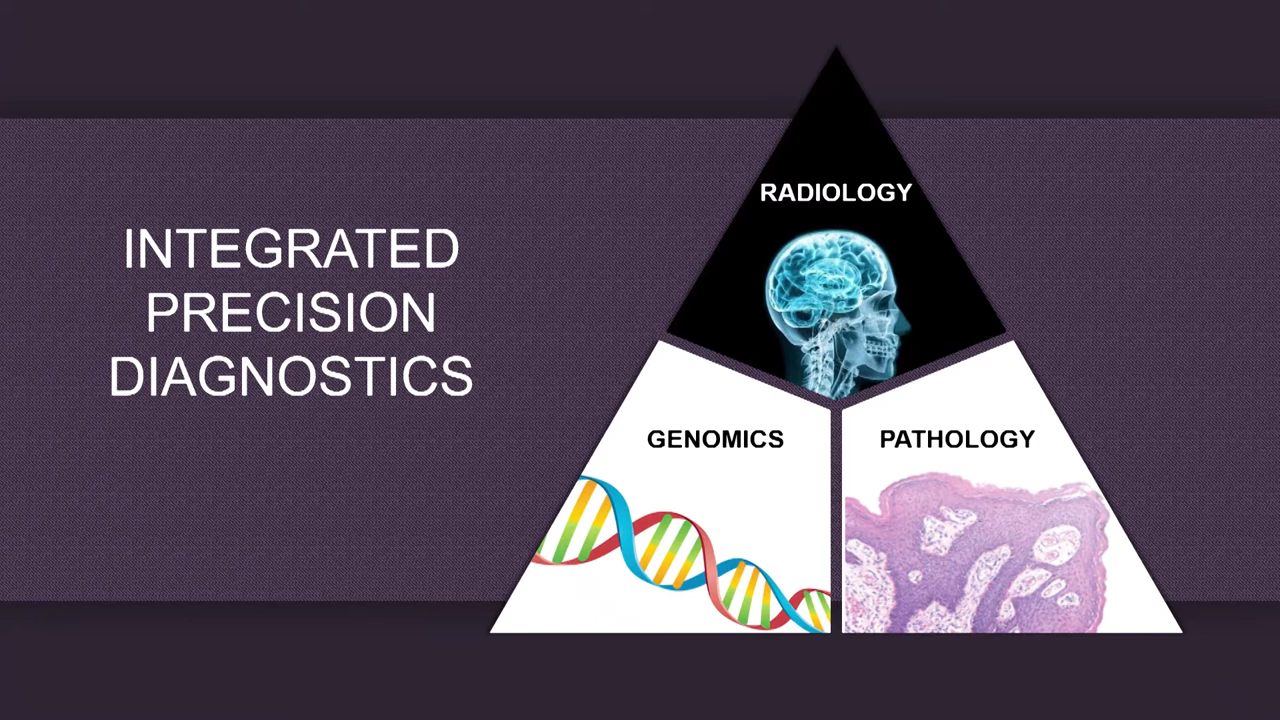 INTEGRATED
PRECISION
DIAGNOSTICS
RADIOLOGY
GENOMICS
PATHOLOGY